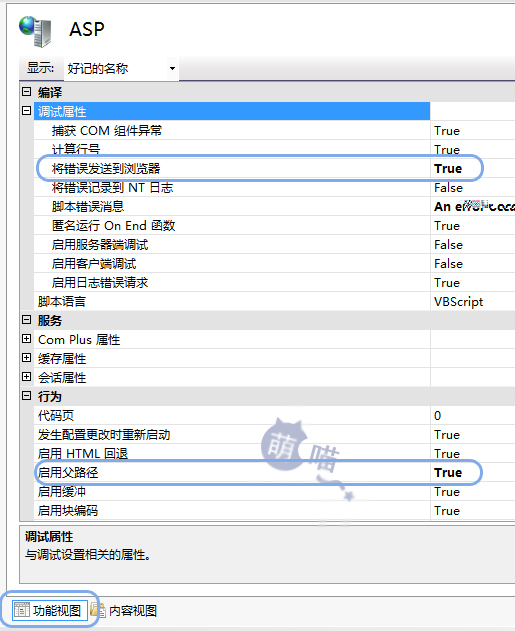 ASP
显示: 好记的名称
编译
调试属性
捕获 COM 组件异常 True
计算行号 True
将错误发送到浏览器 True
将错误记录到 NT 日志 False
脚本错误消息 An error occu
匿名运行 On End 函数 True
启用服务器端调试 False
启用客户端调试 False
启用日志错误请求 True
脚本语言 VBScript
服务
Com Plus 属性
缓存属性
会话属性
行为
代码页 0
发生配置更改时重新启动 True
启用 HTML 回退 True
启用父路径 True
启用缓冲 True
启用块编码 True
萌喵
调试属性
与调试设置相关的属性。
功能视图 内容视图